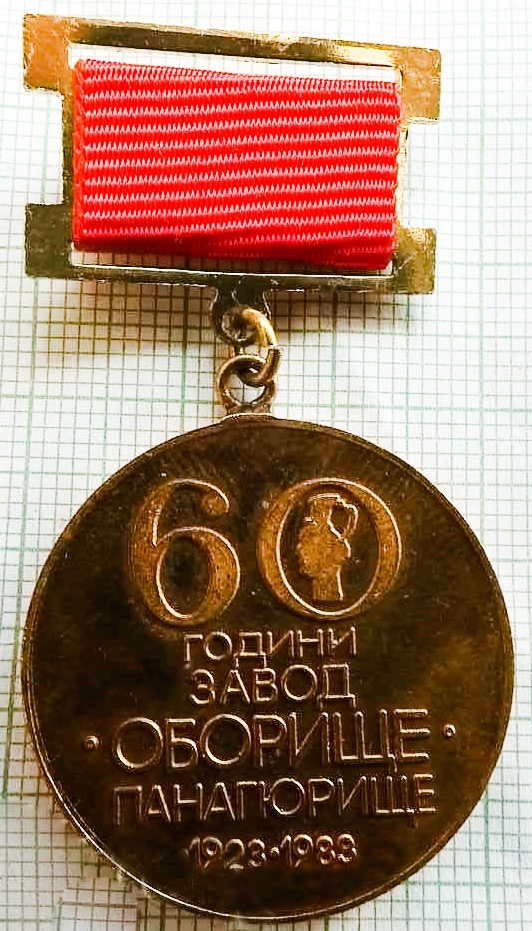 60
ГОДИНИ
ЗАВОД
·ОБОРИЩЕ·
ПАНАГЮРИЩЕ
1923·1983